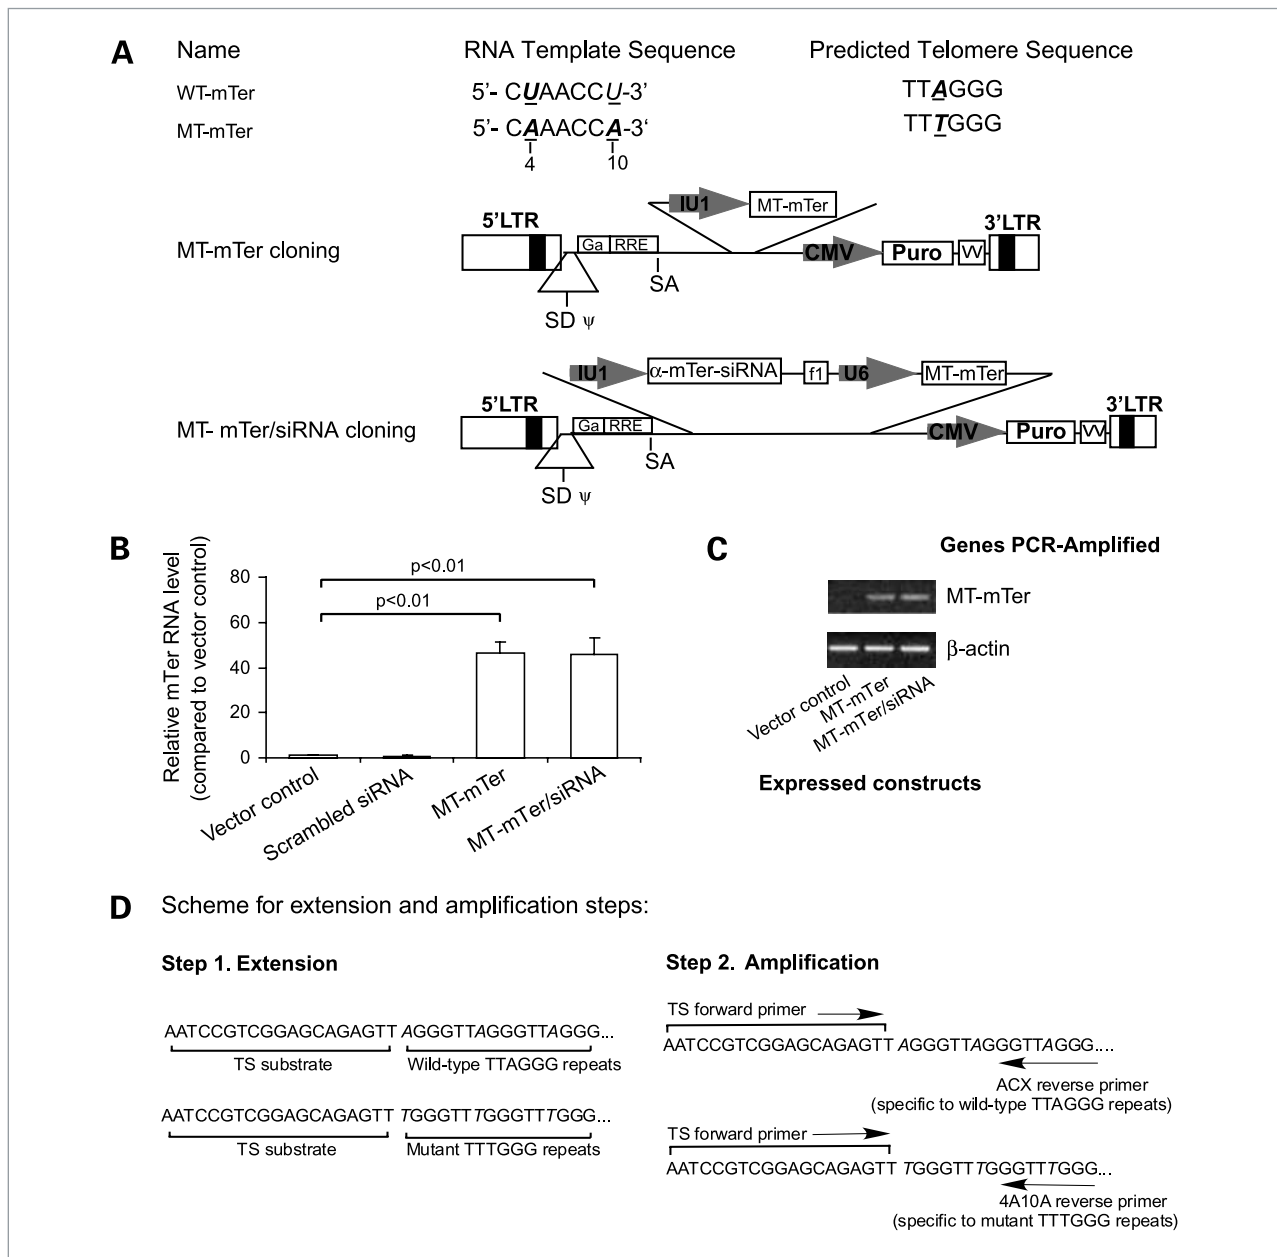 A
Name RNA Template Sequence Predicted Telomere Sequence
WT-mTer 5’- CUAACCU-3’ TTAGGG
MT-mTer 5’- CAAACCA-3‘ TTTGGG
4 10
IU1 MT-mTer
MT-mTer cloning 5’LTR Ga RRE CMV Puro 3’LTR
SA
SD ψ
IU1 α-mTer-siRNA f1 U6 MT-mTer
MT- mTer/siRNA cloning 5’LTR Ga RRE CMV Puro 3’LTR
SA
SD ψ
B
Relative mTer RNA level
(compared to vector control)
80
60
40
20
0
p<0.01
p<0.01
Vector control
Scrambled siRNA
MT-mTer
MT-mTer/siRNA
C
Genes PCR-Amplified
MT-mTer
β-actin
Vector control
MT-mTer
MT-mTer/siRNA
Expressed constructs
D Scheme for extension and amplification steps:
Step 1. Extension
AATCCGTCGGAGCAGAGTT AGGGTTAGGGTTAGGG...
TS substrate Wild-type TTAGGG repeats
AATCCGTCGGAGCAGAGTT TGGGTTTGGGTTTGGG...
TS substrate Mutant TTTGGG repeats
Step 2. Amplification
TS forward primer
AATCCGTCGGAGCAGAGTT AGGGTTAGGGTTAGGG....
ACX reverse primer
(specific to wild-type TTAGGG repeats)
TS forward primer
AATCCGTCGGAGCAGAGTT TGGGTTTGGGTTTGGG...
4A10A reverse primer
(specific to mutant TTTGGG repeats)